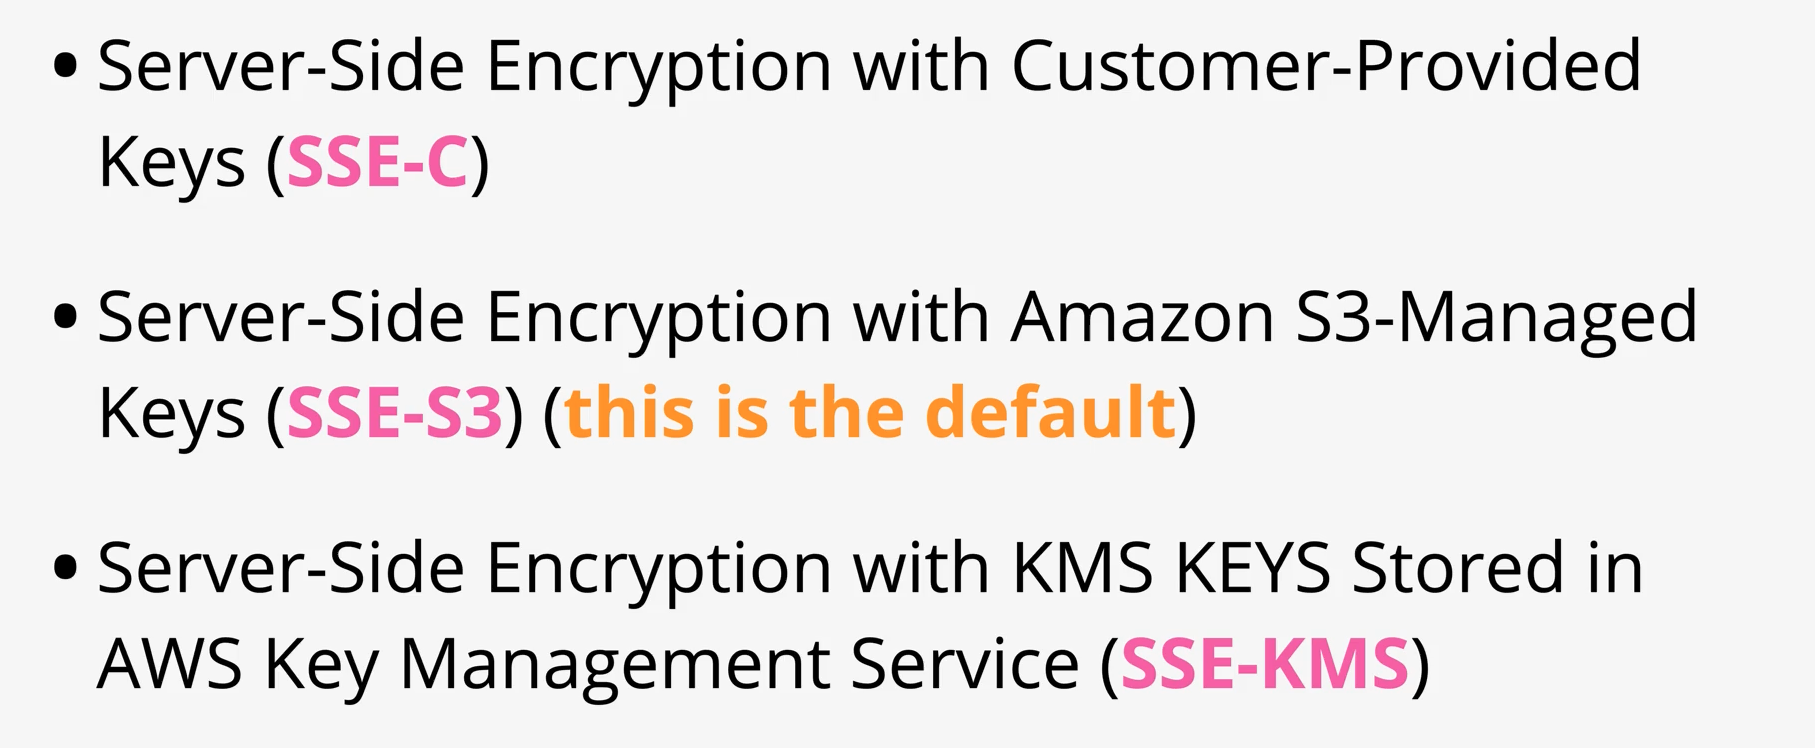 • Server-Side Encryption with Customer-Provided
Keys (SSE-C)
• Server-Side Encryption with Amazon S3-Managed
Keys (SSE-S3) (this is the default)
• Server-Side Encryption with KMS KEYS Stored in
AWS Key Management Service (SSE-KMS)